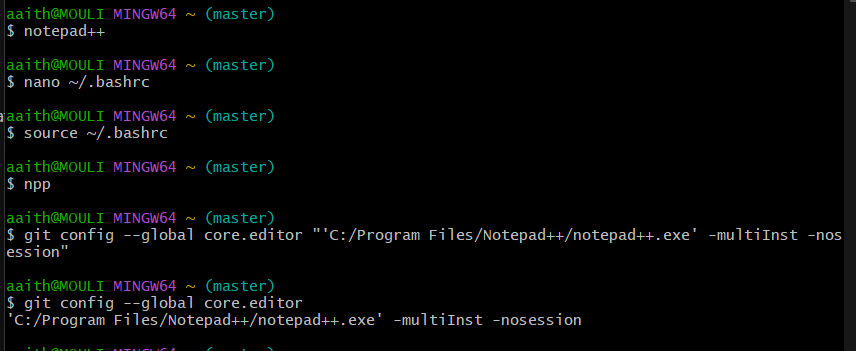 aaith@MOULI MINGW64 ~ (master)
$ notepad++
aaith@MOULI MINGW64 ~ (master)
$ nano ~/.bashrc
aaith@MOULI MINGW64 ~ (master)
$ source ~/.bashrc
aaith@MOULI MINGW64 ~ (master)
$ npp
aaith@MOULI MINGW64 ~ (master)
$ git config --global core.editor "'C:/Program Files/Notepad++/notepad++.exe' -multiInst -nos
ession"
aaith@MOULI MINGW64 ~ (master)
$ git config --global core.editor
'C:/Program Files/Notepad++/notepad++.exe' -multiInst -nosession